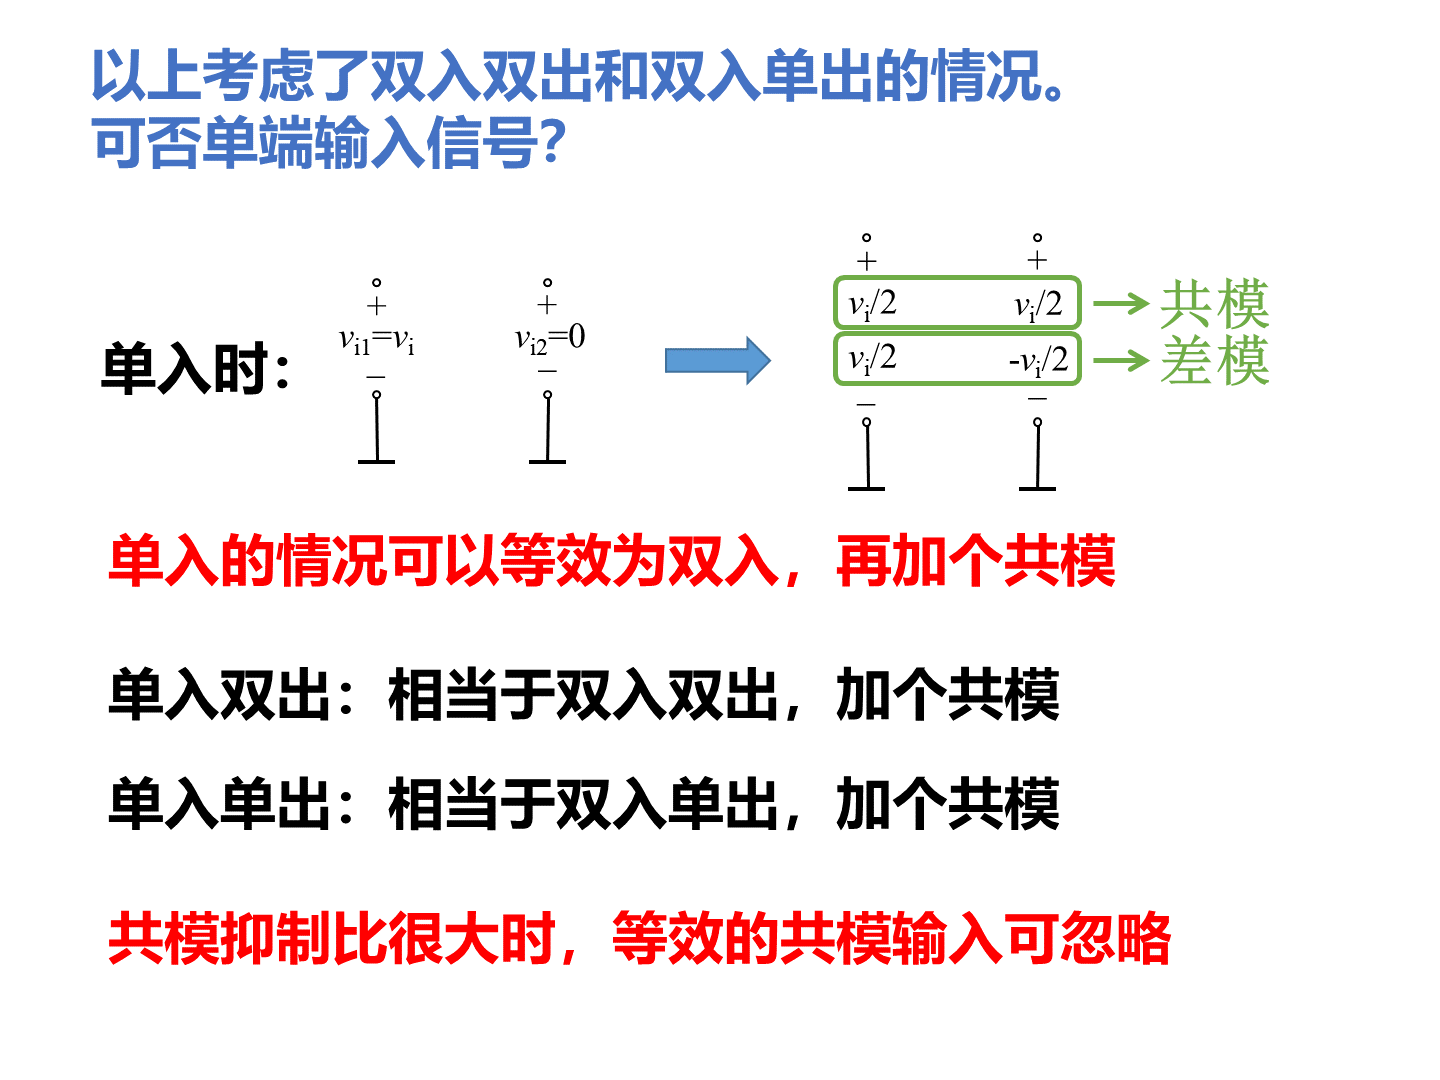 以上考虑了双入双出和双入单出的情况。
可否单端输入信号？
单入时：
+ +
vi1=vi vi2=0
− −
+ +
vi/2 vi/2 共模
vi/2 -vi/2 差模
− −
单入的情况可以等效为双入，再加个共模
单入双出：相当于双入双出，加个共模
单入单出：相当于双入单出，加个共模
共模抑制比很大时，等效的共模输入可忽略